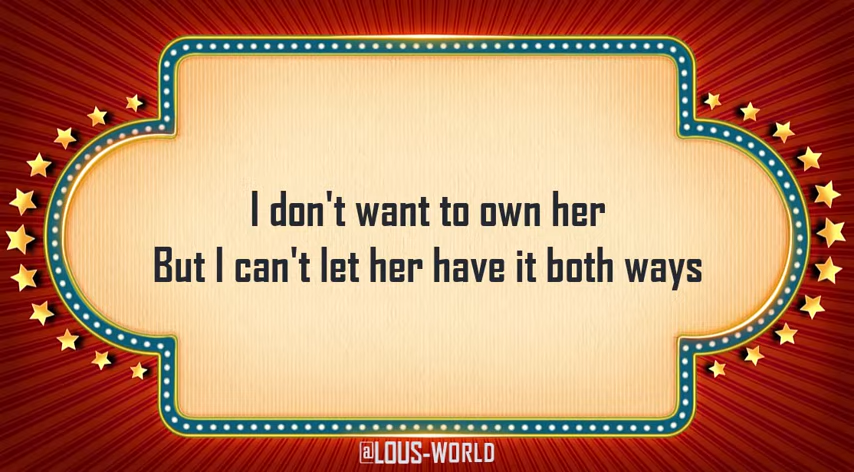 I don't want to own her
But I can't let her have it both ways
@LOUS-WORLD